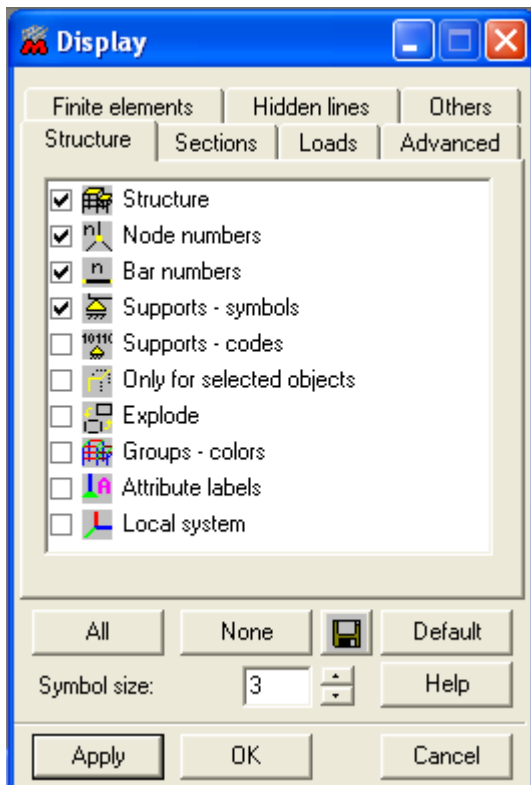 Display
Finite elements Hidden lines Others
Structure Sections Loads Advanced
Structure
Node numbers
Bar numbers
Supports - symbols
Supports - codes
Only for selected objects
Explode
Groups - colors
Attribute labels
Local system
All None Default
Symbol size: 3 Help
Apply OK Cancel